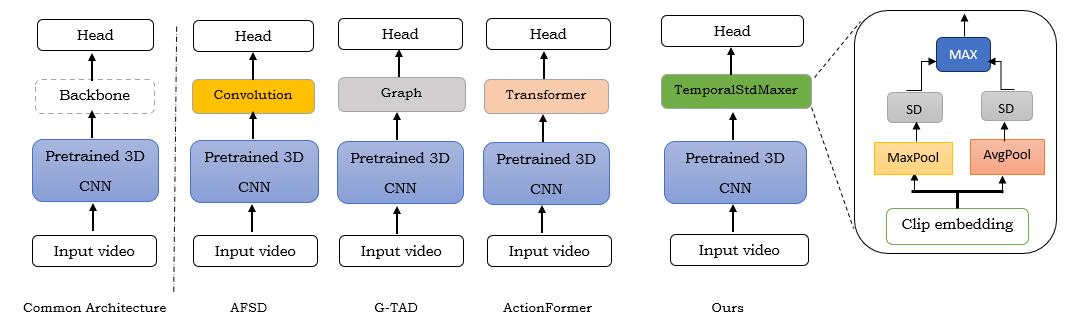 Head
Backbone
Pretrained 3D
CNN
Input video
Common Architecture
Head
Convolution
Pretrained 3D
CNN
Input video
AFSD
Head
Graph
Pretrained 3D
CNN
Input video
G-TAD
Head
Transformer
Pretrained 3D
CNN
Input video
ActionFormer
Head
TemporalStdMaxer
Pretrained 3D
CNN
Input video
Ours
MAX
SD
SD
MaxPool
AvgPool
Clip embedding